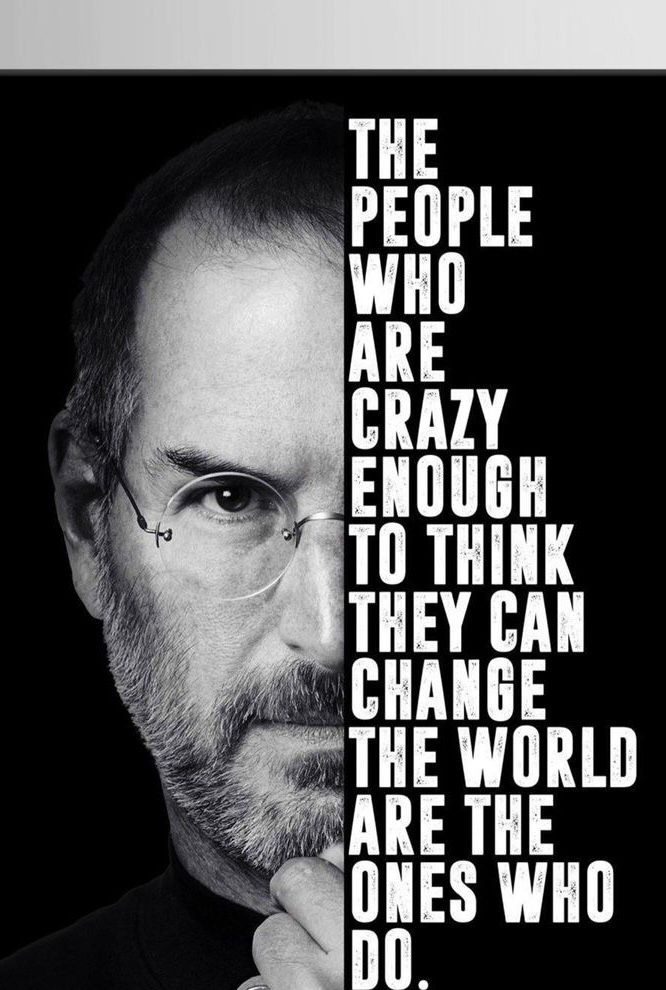 THE
PEOPLE
WHO
ARE
CRAZY
ENOUGH
TO THINK
THEY CAN
CHANGE
THE WORLD
ARE THE
ONES WHO
DO.